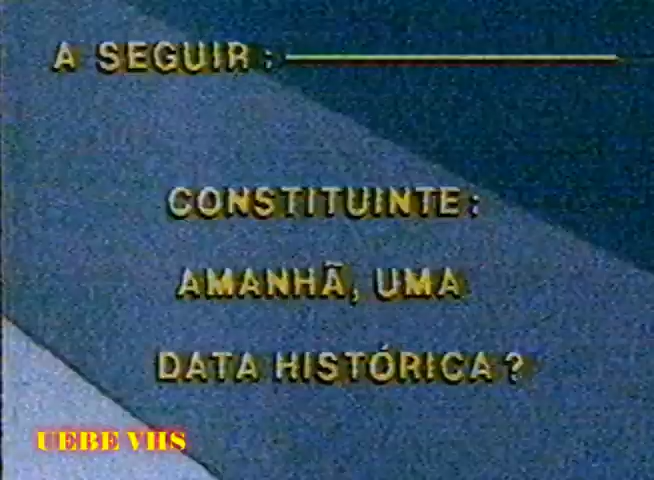 A SEGUIR:
CONSTITUINTE:
AMANHÃ, UMA
DATA HISTÓRICA?
UEBE VHS